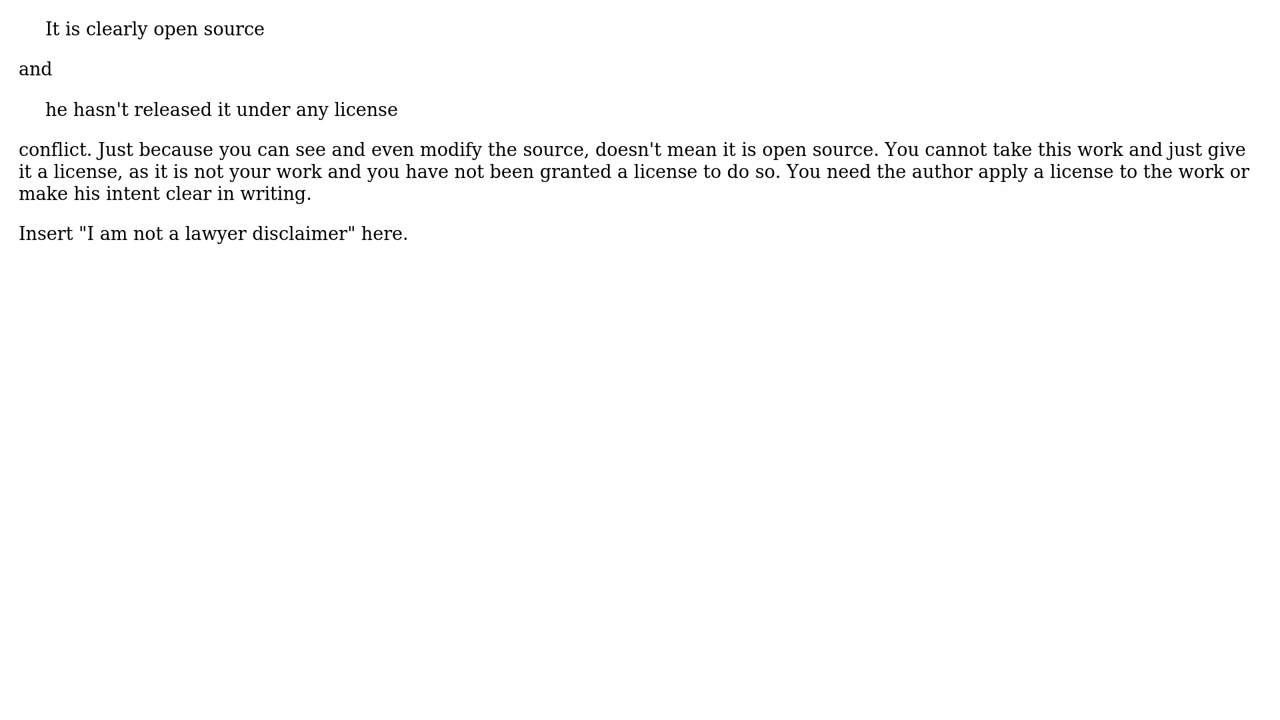 It is clearly open source
and
he hasn't released it under any license
conflict. Just because you can see and even modify the source, doesn't mean it is open source. You cannot take this work and just give
it a license, as it is not your work and you have not been granted a license to do so. You need the author apply a license to the work or
make his intent clear in writing.
Insert "I am not a lawyer disclaimer" here.